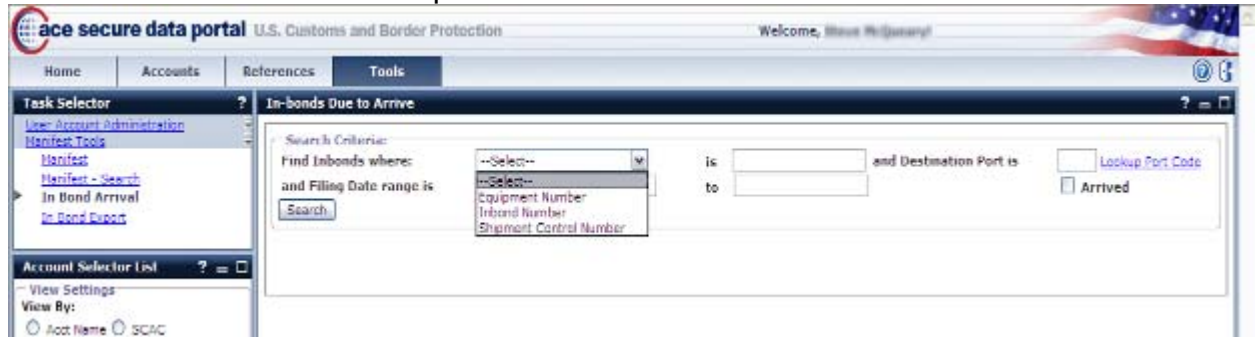 ace secure data portal U.S. Customs and Border Protection Welcome,
Home Accounts References Tools
Task Selector ?
User Account Administration
Manifest Tools
Manifest
Manifest - Search
In Bond Arrival
In Bond Export
Account Selector List ?
View Settings
View By:
Acct Name SCAC
In-bonds Due to Arrive ?
Search Criteria:
Find Inbonds where: --Select-- is and Destination Port is Lookup Port Code
and Filing Date range is to Arrived
--Select--
Equipment Number
Inbond Number
Shipment Control Number
Search